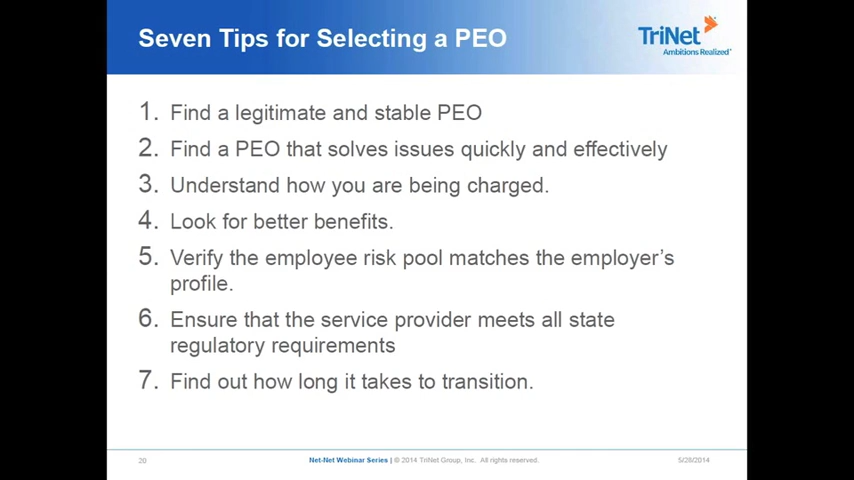 Seven Tips for Selecting a PEO
TriNet
Ambitions Realized
1. Find a legitimate and stable PEO
2. Find a PEO that solves issues quickly and effectively
3. Understand how you are being charged.
4. Look for better benefits.
5. Verify the employee risk pool matches the employer's
profile.
6. Ensure that the service provider meets all state
regulatory requirements
7. Find out how long it takes to transition.
20
Net-Net Webinar Series | © 2014 TriNet Group, Inc. All rights reserved.
5/28/2014